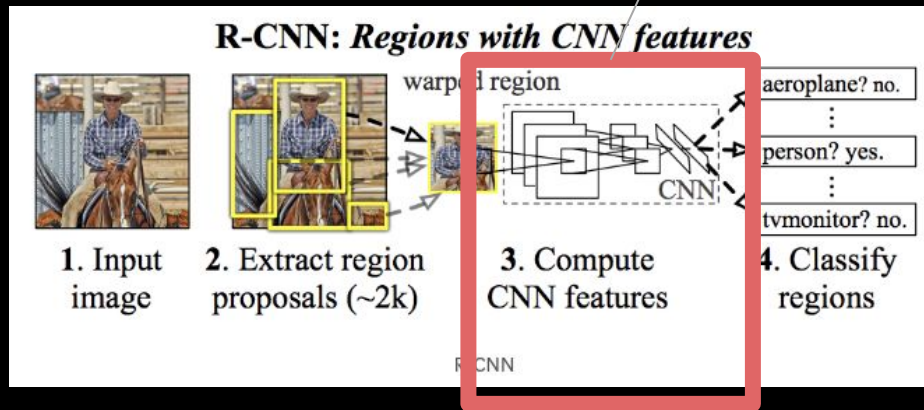 R-CNN: Regions with CNN features
warped region
aeroplane? no.
person? yes.
CNN
tvmonitor? no.
1. Input
image
2. Extract region
proposals (~2k)
3. Compute
CNN features
4. Classify
regions
R-CNN